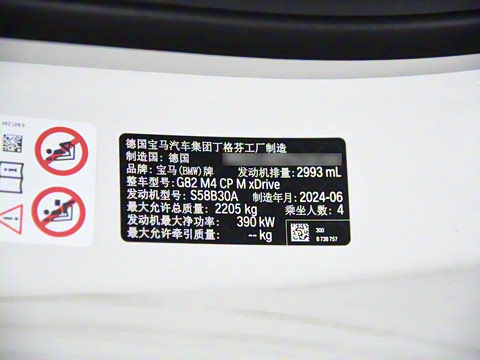 德国宝马汽车集团丁格芬工厂制造
制造国: 德国
品牌: 宝马(BMW)牌 发动机排量: 2993 mL
整车型号: G82 M4 CP M xDrive
发动机型号: S58B30A 制造年月: 2024-06
最大允许总质量: 2205 kg 乘坐人数: 4
发动机最大净功率: 390 kW
最大允许牵引质量: -- kg
300
8 738 757